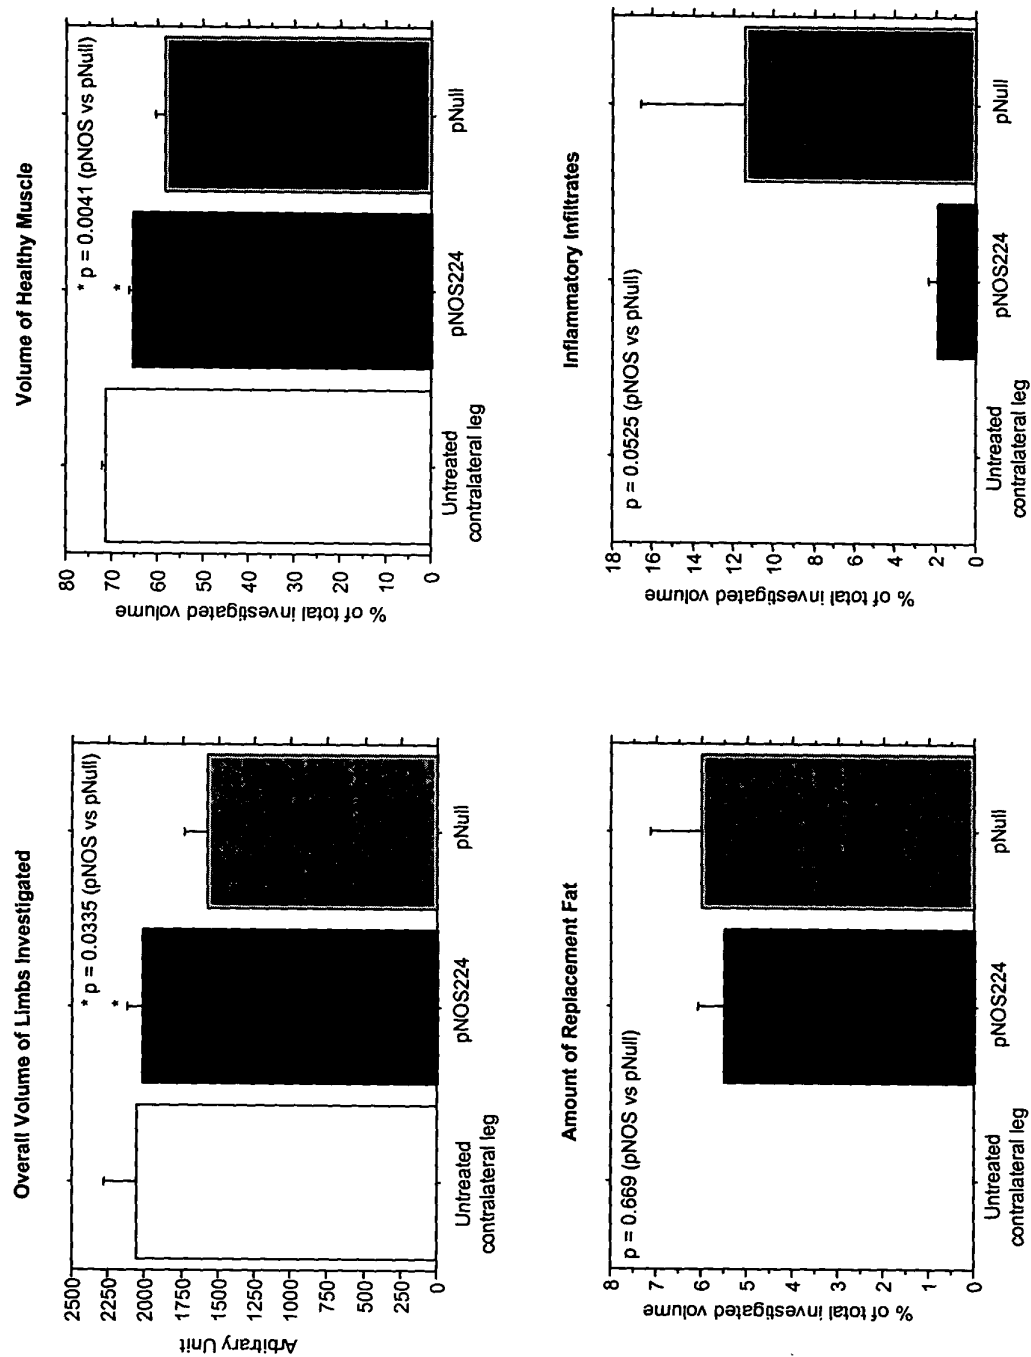 Overall Volume of Limbs Investigated
* p = 0.0335 (pNOS vs pNull)
*
2500
2250
2000
1750
1500
1250
1000
750
500
250
0
Arbitrary Unit
Untreated
contralateral leg
pNOS224
pNull
Volume of Healthy Muscle
* p = 0.0041 (pNOS vs pNull)
*
80
70
60
50
40
30
20
10
0
% of total investigated volume
Untreated
contralateral leg
pNOS224
pNull
Amount of Replacement Fat
p = 0.669 (pNOS vs pNull)
8
7
6
5
4
3
2
1
0
% of total investigated volume
Untreated
contralateral leg
pNOS224
pNull
Inflammatory Infiltrates
p = 0.0525 (pNOS vs pNull)
18
16
14
12
10
8
6
4
2
0
% of total investigated volume
Untreated
contralateral leg
pNOS224
pNull